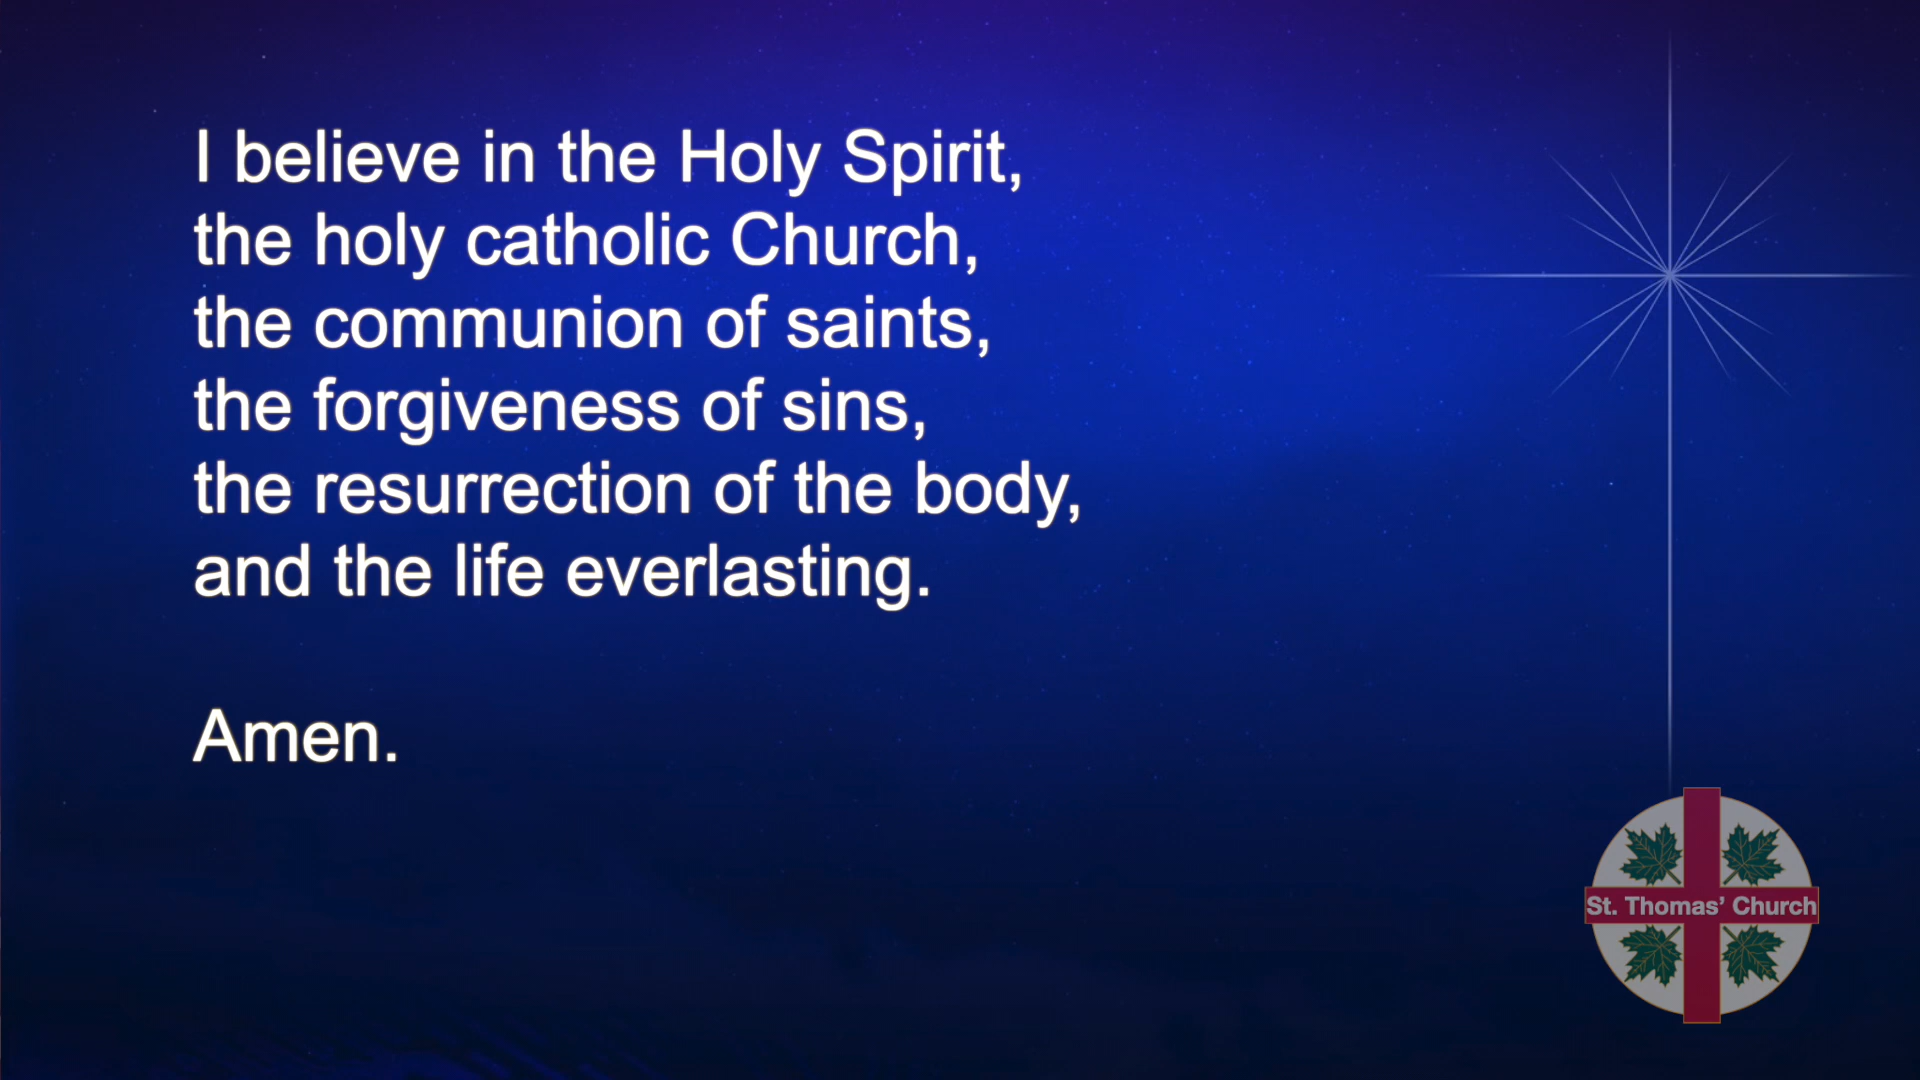 I believe in the Holy Spirit,
the holy catholic Church,
the communion of saints,
the forgiveness of sins,
the resurrection of the body,
and the life everlasting.
Amen.
St. Thomas’ Church